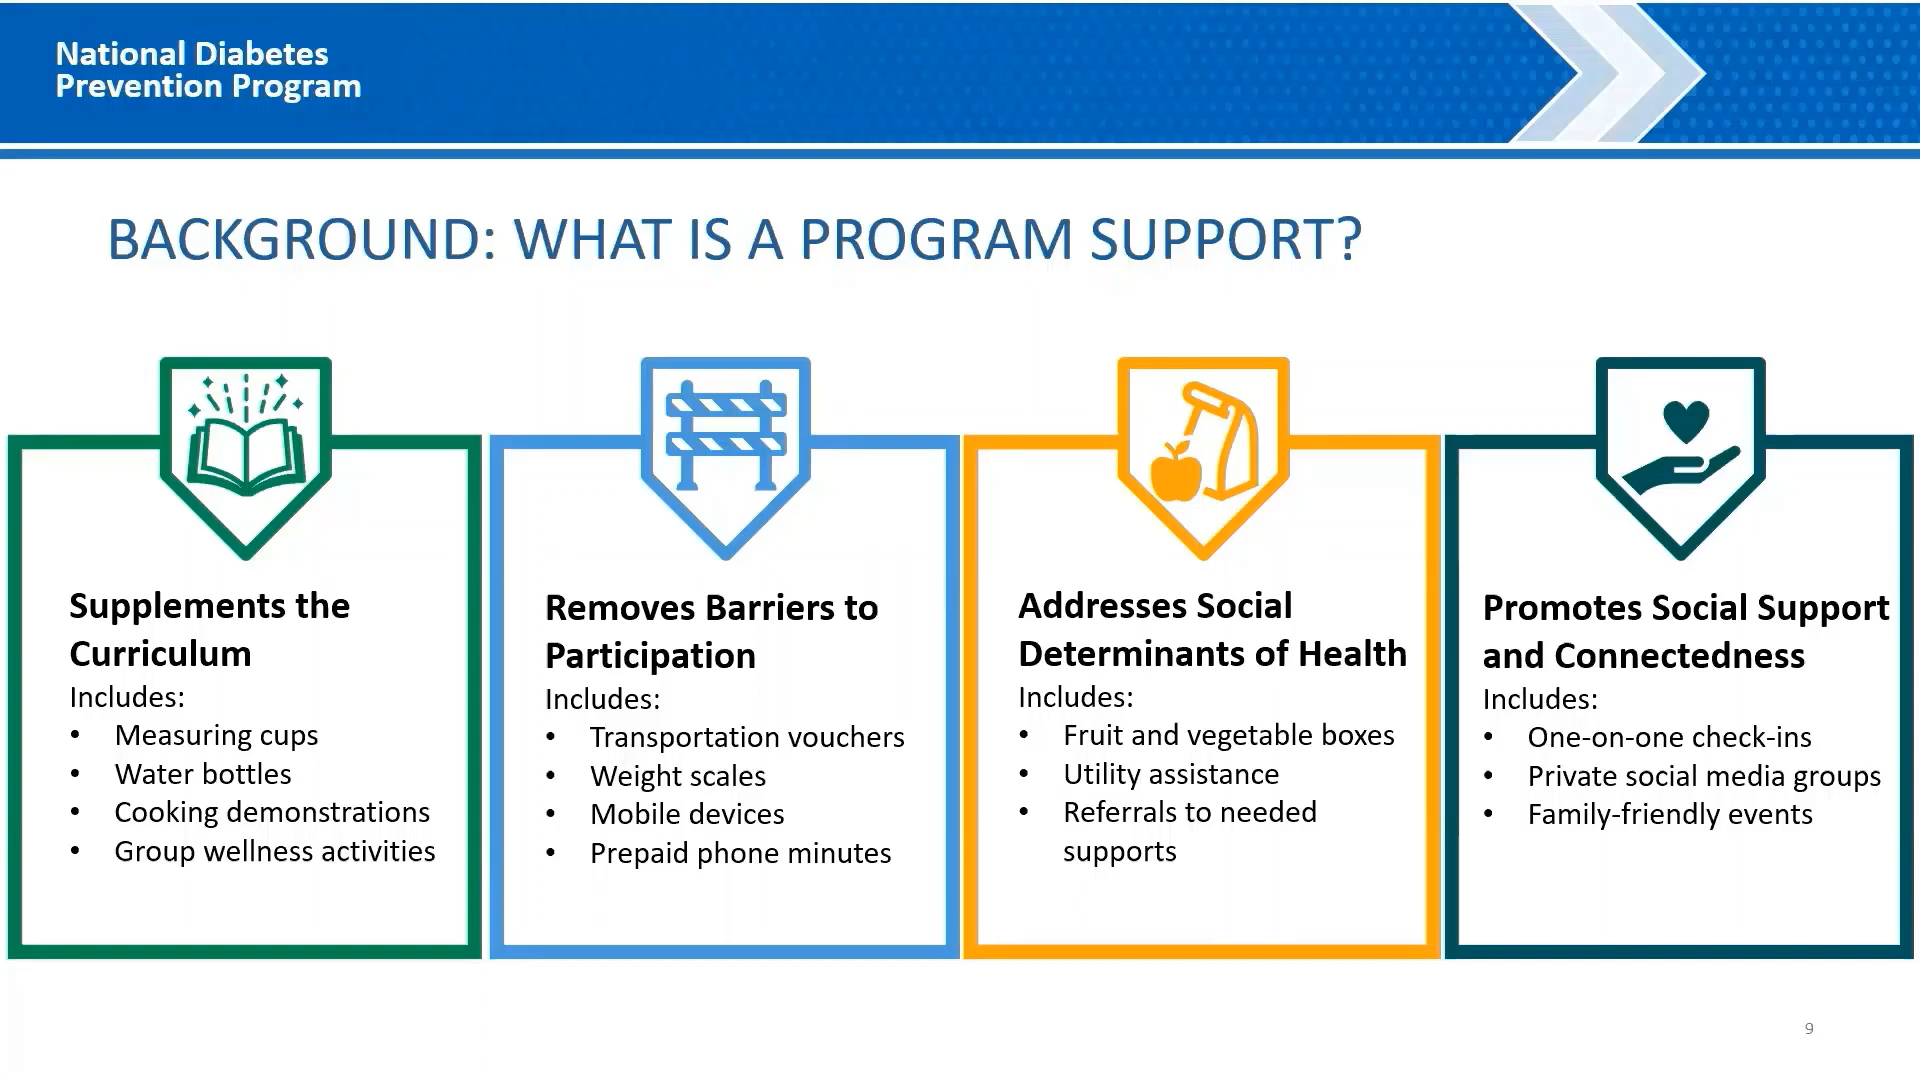 National Diabetes
Prevention Program
BACKGROUND: WHAT IS A PROGRAM SUPPORT?
Supplements the
Curriculum
Includes:
• Measuring cups
• Water bottles
• Cooking demonstrations
• Group wellness activities
Removes Barriers to
Participation
Includes:
• Transportation vouchers
• Weight scales
• Mobile devices
• Prepaid phone minutes
Addresses Social
Determinants of Health
Includes:
• Fruit and vegetable boxes
• Utility assistance
• Referrals to needed
supports
Promotes Social Support
and Connectedness
Includes:
• One-on-one check-ins
• Private social media groups
• Family-friendly events
9